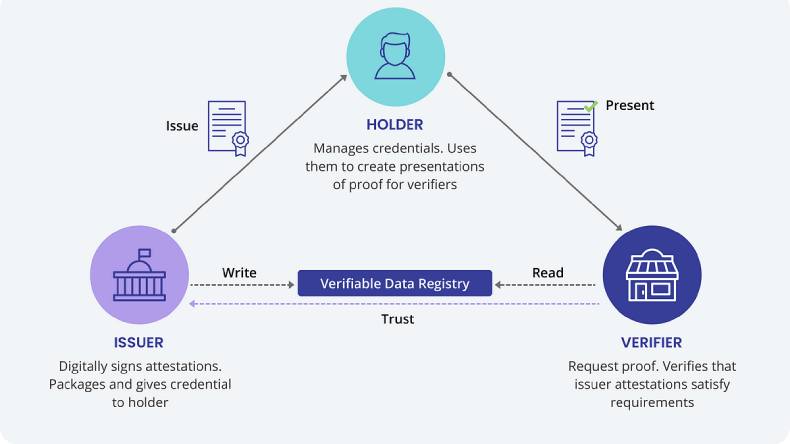 Issue
Present
HOLDER
Manages credentials. Uses
them to create presentations
of proof for verifiers
Write
Verifiable Data Registry
Read
Trust
ISSUER
Digitally signs attestations.
Packages and gives credential
to holder
VERIFIER
Request proof. Verifies that
issuer attestations satisfy
requirements